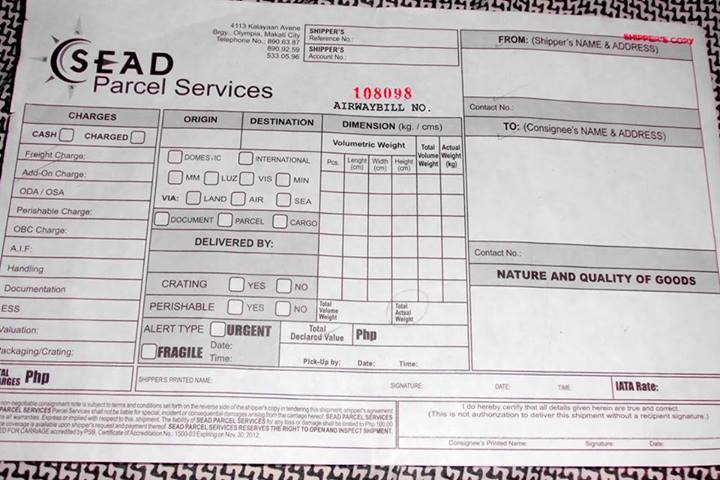 4113 Kalayaan Avene
Brgy. Olympia, Makati City
Telephone No.: 890.63.87
890.92.59
533.05.96
SHIPPER'S
Reference No.:
SHIPPER'S
Account No.:
FROM: (Shipper's NAME & ADDRESS)
SHIPPER'S COPY
SEAD
Parcel Services
108098
AIRWAYBILL NO.
Contact No.:
TO: (Consignee's NAME & ADDRESS)
CHARGES
CASH CHARGED
Freight Charge:
Add-On Charge:
ODA / OSA
Perishable Charge:
OBC Charge:
A.I.F:
Handling
Documentation
ESS
Valuation:
Packaging/Crating:
Php
ORIGIN DESTINATION
DOMESTIC INTERNATIONAL
MM LUZ VIS MIN
VIA: LAND AIR SEA
DOCUMENT PARCEL CARGO
DELIVERED BY:
CRATING YES NO
PERISHABLE YES NO
ALERT TYPE URGENT
FRAGILE
Date:
Time:
DIMENSION (kg. / cms)
Volumetric Weight
Total Volume Weight
Actual Weight (kg)
Pcs. Lenght (cm) Width (cm) Height (cm)
Total Volume Weight
Total Actual Weight
Total Declared Value Php
Pick-Up by: Date: Time:
Contact No.:
NATURE AND QUALITY OF GOODS
SHIPPER'S PRINTED NAME: SIGNATURE: DATE: TIME: IATA Rate:
non-negotiable consignment note is subject to terms and conditions set forth on the reverse side of the shipper's copy in tendering this shipment, shipper's agreement
PARCEL SERVICES Parcel Services shall not be liable for special, incident or consequential damages arising from the carriage hereof. SEAD PARCEL SERVICES
all warranties. Express or implied with respect to this shipment. The liability of SEAD PARCEL SERVICES for any loss or damage shall be limited to Php 100.00
coverage is available upon shipper's request and payment thereof. SEAD PARCEL SERVICES RESERVES THE RIGHT TO OPEN AND INSPECT SHIPMENT.
FOR CARRIAGE accredited by PSB, Certificate of Accreditation No.: 1500-03 Expiring on Nov. 30, 2012.
I do hereby certify that all details given herein are true and correct.
(This is not authorization to deliver this shipment without a recipient signature.)
Consignee's Printed Name: Signature: Date: